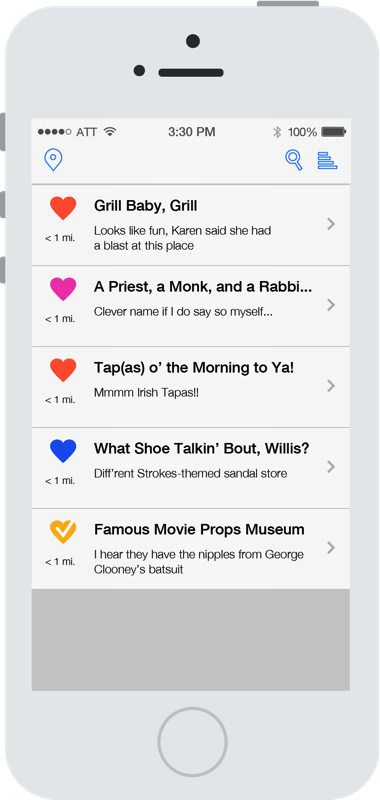 ATT 3:30 PM 100%
Grill Baby, Grill
Looks like fun, Karen said she had
< 1 mi.
a blast at this place
A Priest, a Monk, and a Rabbi...
Clever name if I do say so myself...
< 1 mi.
Tap(as) o’ the Morning to Ya!
Mmmm Irish Tapas!!
< 1 mi.
What Shoe Talkin’ Bout, Willis?
Diff’rent Strokes-themed sandal store
< 1 mi.
Famous Movie Props Museum
I hear they have the nipples from George
< 1 mi.
Clooney’s batsuit